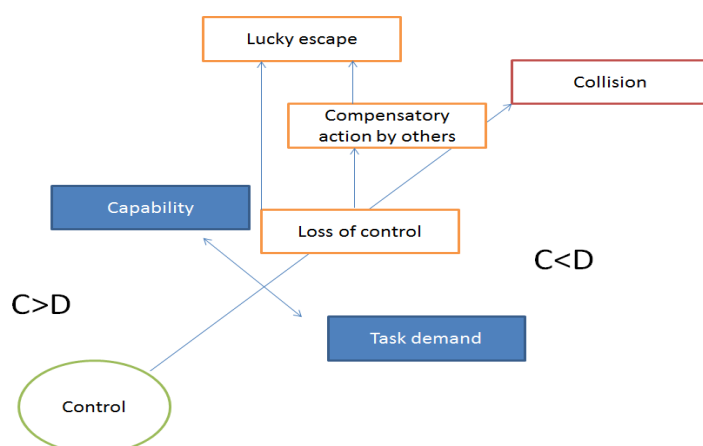 Lucky escape
Collision
Compensatory
action by others
Capability
Loss of control
C<D
C>D
Task demand
Control